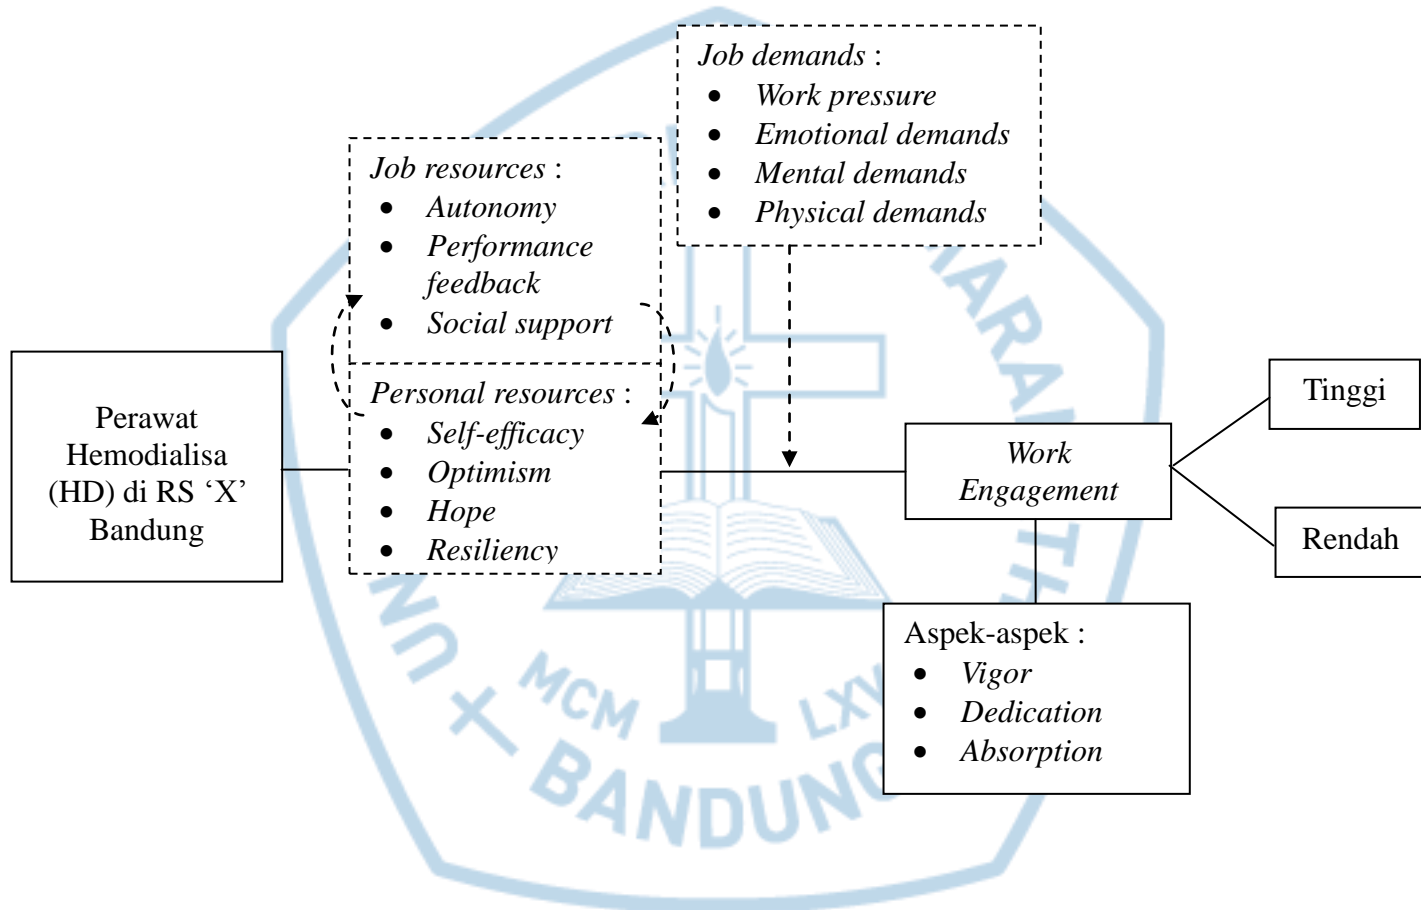 Job demands :
● Work pressure
● Emotional demands
● Mental demands
● Physical demands
Job resources :
● Autonomy
● Performance
feedback
● Social support
Personal resources :
● Self-efficacy
● Optimism
● Hope
● Resiliency
Perawat
Hemodialisa
(HD) di RS ‘X’
Bandung
Work
Engagement
Tinggi
Rendah
Aspek-aspek :
● Vigor
● Dedication
● Absorption
MCM
BANDUNG